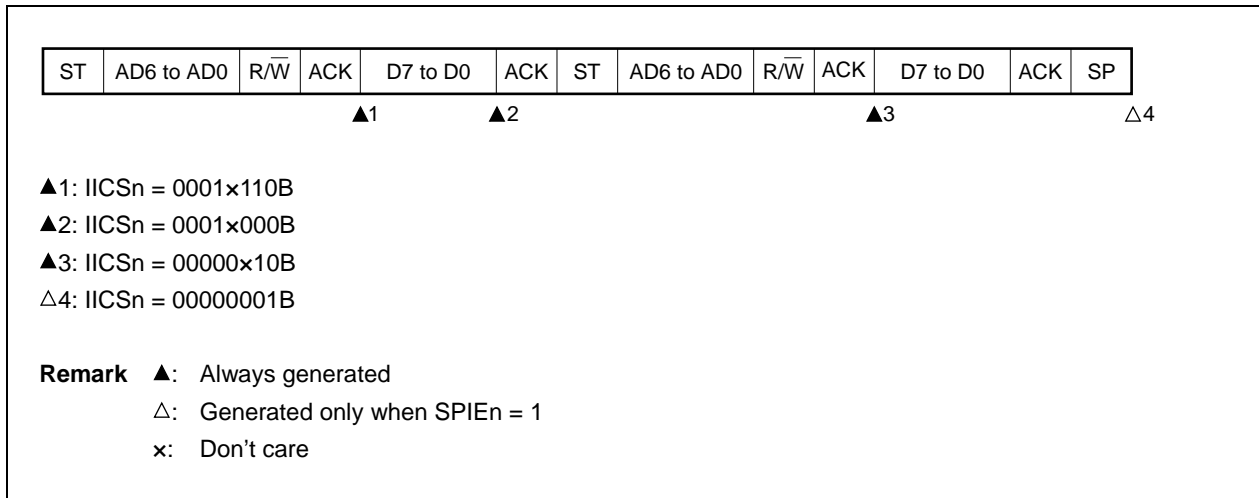 ST AD6 to AD0 R/W̅ ACK D7 to D0 ACK ST AD6 to AD0 R/W̅ ACK D7 to D0 ACK SP
▲1 ▲2 ▲3 △4
▲1: IICSn = 0001×110B
▲2: IICSn = 0001×000B
▲3: IICSn = 00000×10B
△4: IICSn = 00000001B
Remark ▲: Always generated
△: Generated only when SPIEn = 1
×: Don't care